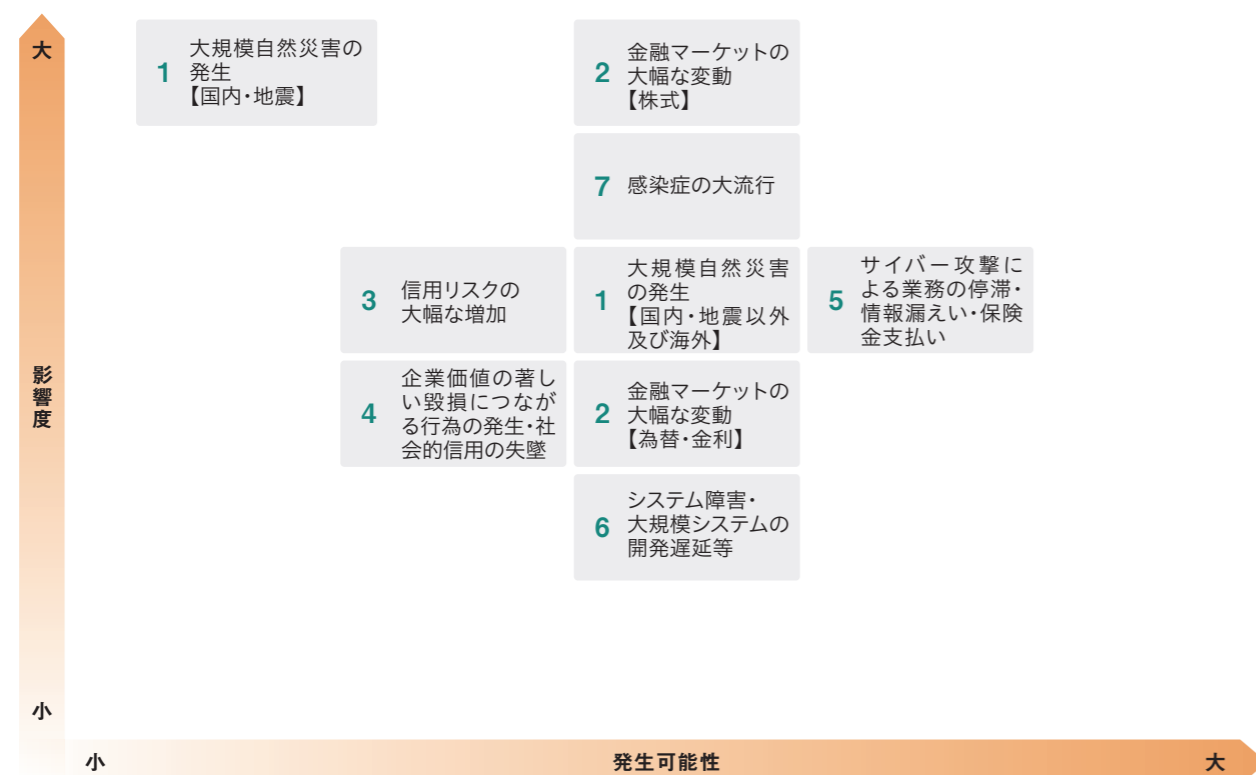 大
1
大規模自然災害の
発生
【国内・地震】
2
金融マーケットの
大幅な変動
【株式】
7
感染症の大流行
3
信用リスクの
大幅な増加
1
大規模自然災害
の発生
【国内・地震以外
及び海外】
5
サイバー攻撃に
よる業務の停滞・
情報漏えい・保険
金支払い
影響度
4
企業価値の著し
い毀損につなが
る行為の発生・社
会的信用の失墜
2
金融マーケットの
大幅な変動
【為替・金利】
6
システム障害・
大規模システムの
開発遅延等
小
小
発生可能性
大